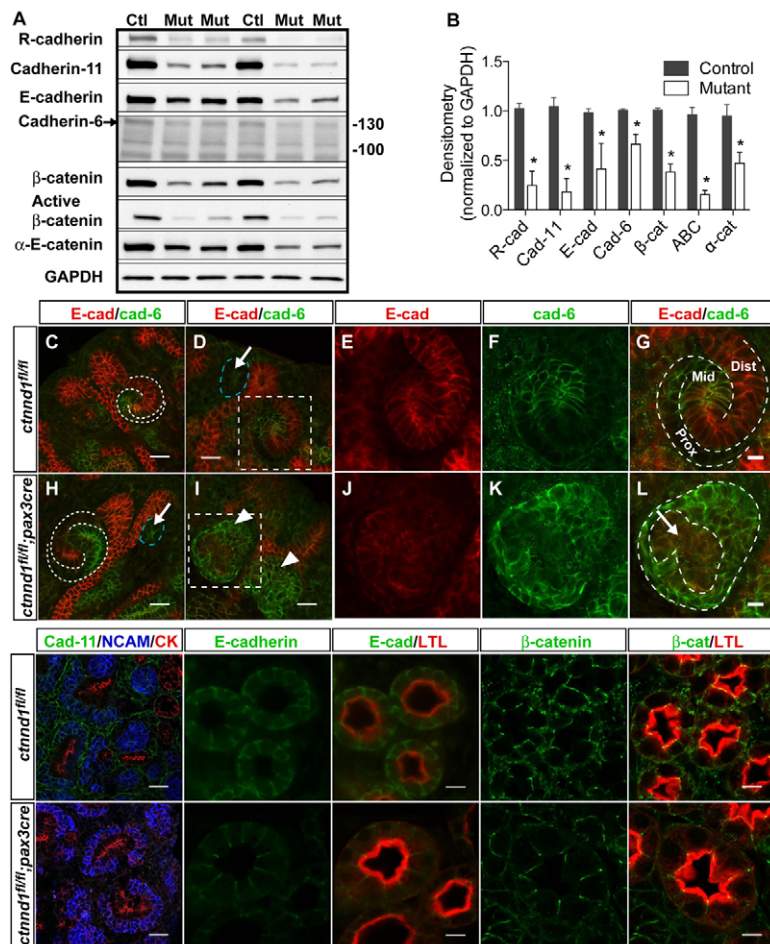 A
Ctl Mut Mut Ctl Mut Mut
R-cadherin
Cadherin-11
E-cadherin
Cadherin-6
-130
-100
β-catenin
Active
β-catenin
α-E-catenin
GAPDH
B
Densitometry
(normalized to GAPDH)
2.0
1.5
1.0
0.5
0.0
Control
Mutant
* * * * * * *
R-cad
Cad-11
E-cad
Cad-6
β-cat
ABC
α-cat
E-cad/cad-6
E-cad/cad-6
E-cad
cad-6
E-cad/cad-6
ctnnd1fl/fl
C
D
E
F
G
Mid
Dist
Prox
ctnnd1fl/fl;pax3cre
H
I
J
K
L
Cad-11/NCAM/CK
E-cadherin
E-cad/LTL
β-catenin
β-cat/LTL
ctnnd1fl/fl
ctnnd1fl/fl;pax3cre